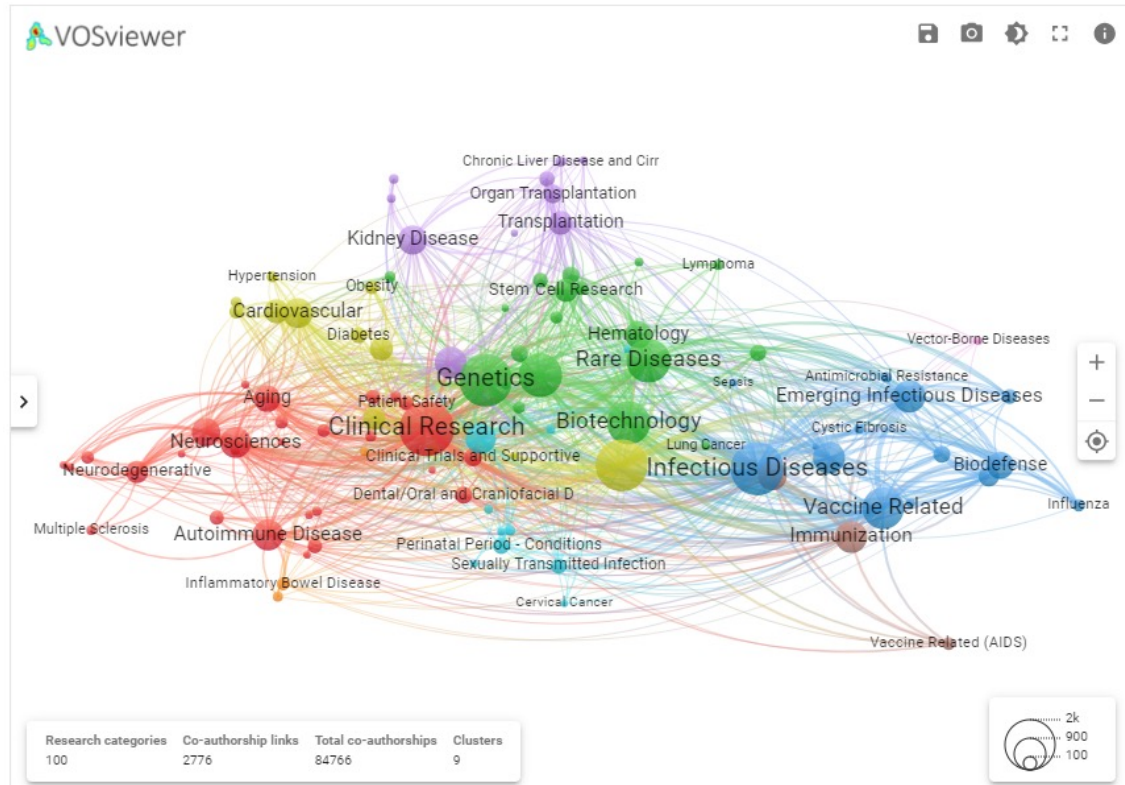 VOSviewer
Chronic Liver Disease and Cirr
Organ Transplantation
Transplantation
Kidney Disease
Lymphoma
Hypertension
Obesity
Stem Cell Research
Cardiovascular
Diabetes
Hematology
Vector-Borne Diseases
Rare Diseases
Genetics
Sepsis
Antimicrobial Resistance
Aging
Patient Safety
Emerging Infectious Diseases
Clinical Research
Biotechnology
Cystic Fibrosis
Neurosciences
Lung Cancer
Clinical Trials and Supportive
Infectious Diseases
Biodefense
Neurodegenerative
Dental/Oral and Craniofacial D
Vaccine Related
Influenza
Multiple Sclerosis
Autoimmune Disease
Immunization
Perinatal Period - Conditions
Sexually Transmitted Infection
Inflammatory Bowel Disease
Cervical Cancer
Vaccine Related (AIDS)
Research categories Co-authorship links Total co-authorships Clusters
100 2776 84766 9
2k
900
100